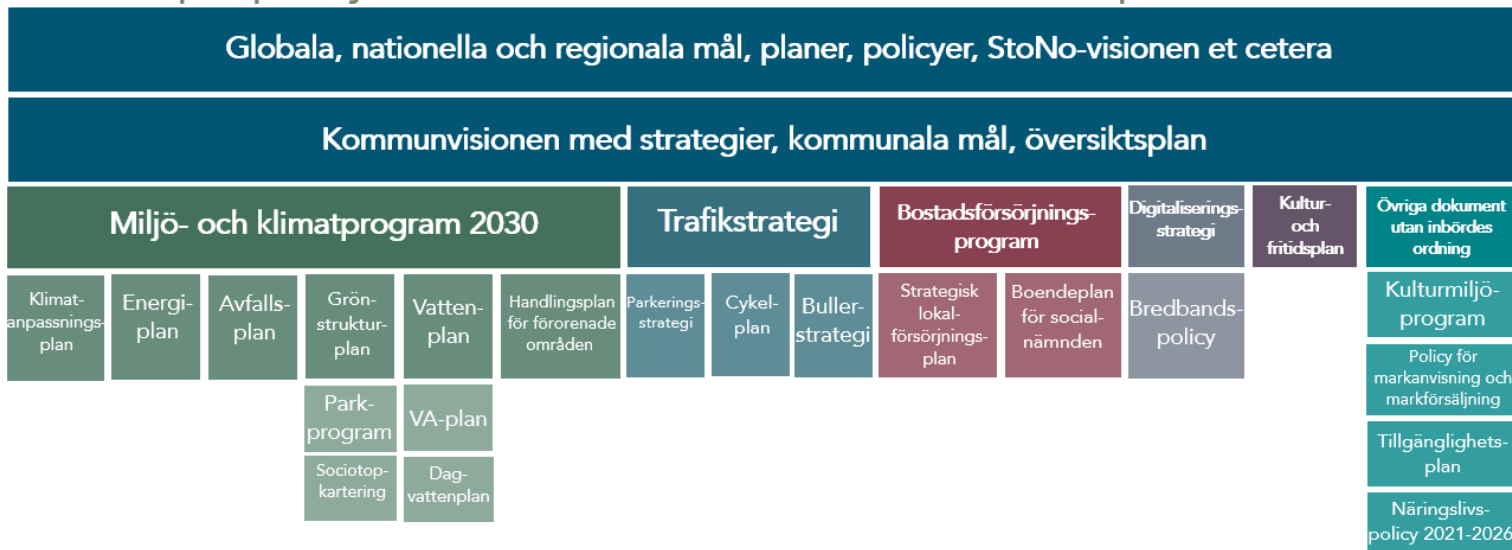 Globala, nationella och regionala mål, planer, policyer, StoNo-visionen et cetera
Kommunvisionen med strategier, kommunala mål, översiktsplan
Miljö- och klimatprogram 2030
Trafikstrategi
Bostadsförsörjnings-
program
Digitaliserings-
strategi
Kultur-
och
fritidsplan
Övriga dokument
utan inbördes
ordning
Klimat-
anpassnings-
plan
Energi-
plan
Avfalls-
plan
Grön-
struktur-
plan
Vatten-
plan
Handlingsplan
för förorenade
områden
Parkerings-
strategi
Cykel-
plan
Buller-
strategi
Strategisk
lokal-
försörjnings-
plan
Boendeplan
för social-
nämnden
Bredbands-
policy
Kulturmiljö-
program
Park-
program
VA-plan
Policy för
markanvisning och
markförsäljning
Sociotop-
kartering
Dag-
vattenplan
Tillgänglighets-
plan
Näringslivs-
policy 2021-2026